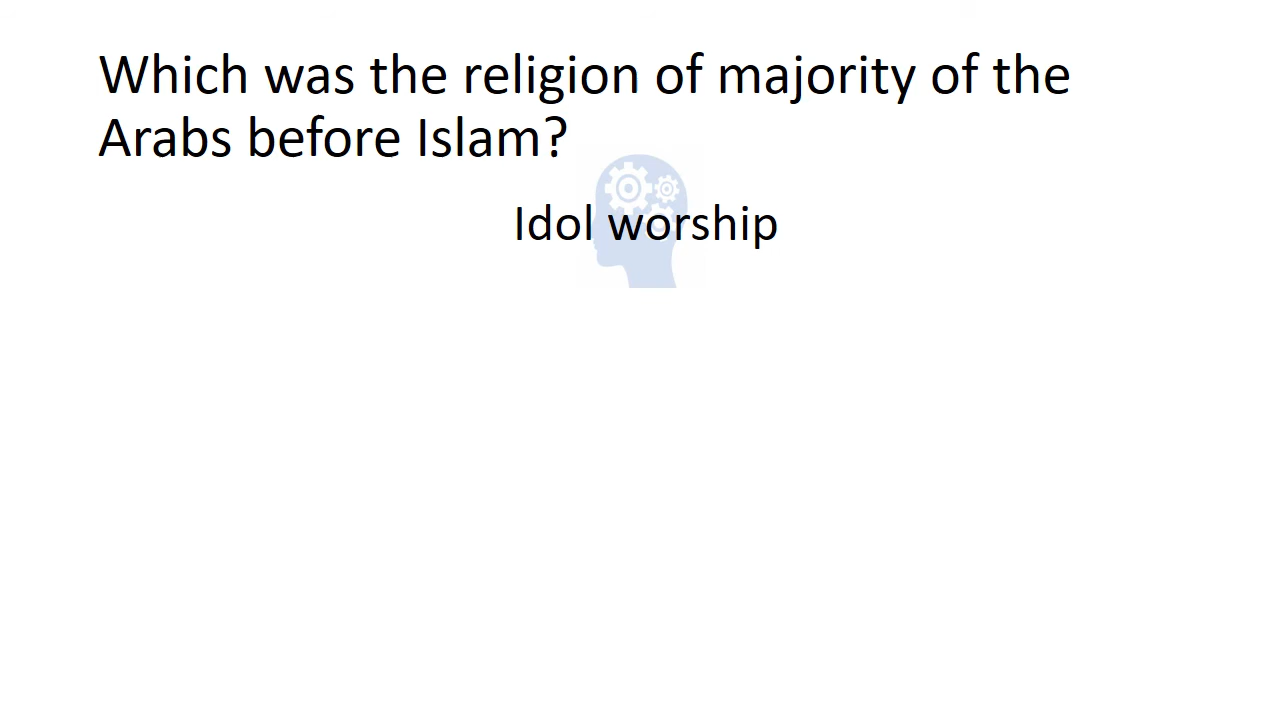 Which was the religion of majority of the
Arabs before Islam?
Idol worship